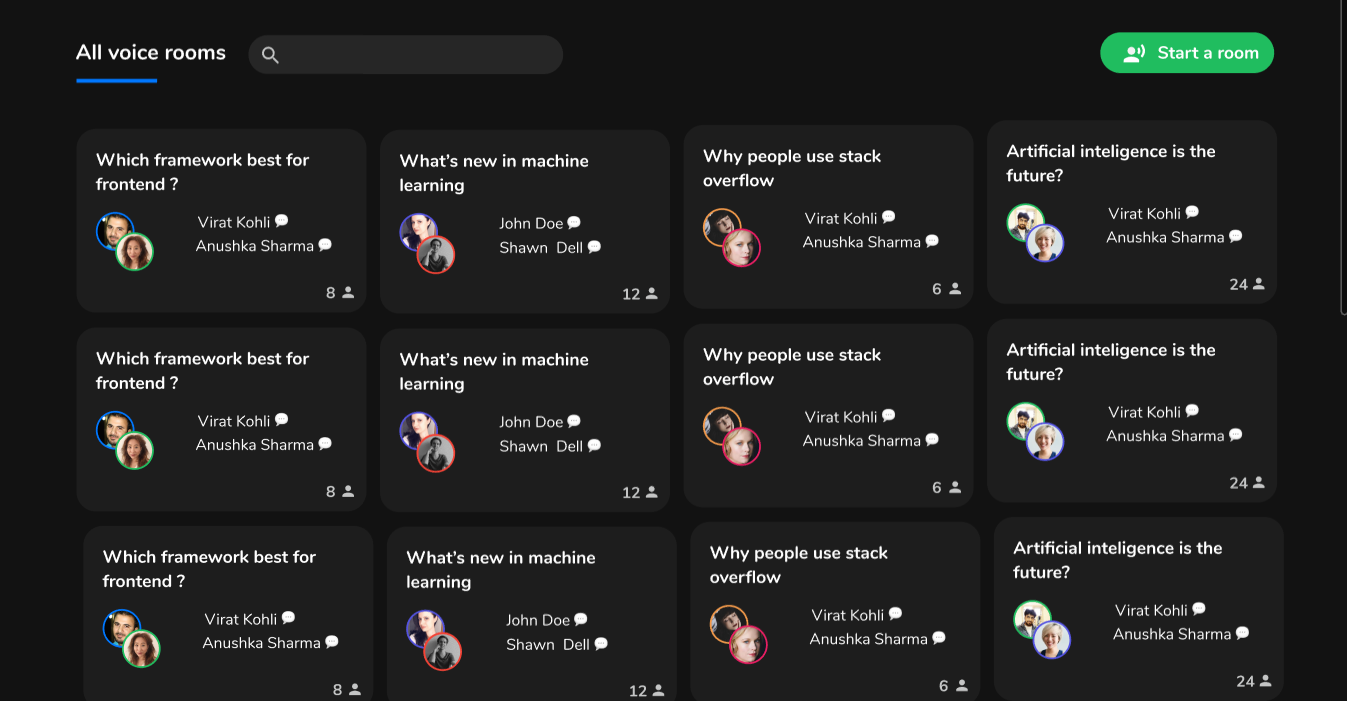 All voice rooms
Start a room
Which framework best for
frontend ?
Virat Kohli
Anushka Sharma
8
What's new in machine
learning
John Doe
Shawn  Dell
12
Why people use stack
overflow
Virat Kohli
Anushka Sharma
6
Artificial inteligence is the
future?
Virat Kohli
Anushka Sharma
24
Which framework best for
frontend ?
Virat Kohli
Anushka Sharma
8
What's new in machine
learning
John Doe
Shawn  Dell
12
Why people use stack
overflow
Virat Kohli
Anushka Sharma
6
Artificial inteligence is the
future?
Virat Kohli
Anushka Sharma
24
Which framework best for
frontend ?
Virat Kohli
Anushka Sharma
8
What's new in machine
learning
John Doe
Shawn  Dell
12
Why people use stack
overflow
Virat Kohli
Anushka Sharma
6
Artificial inteligence is the
future?
Virat Kohli
Anushka Sharma
24